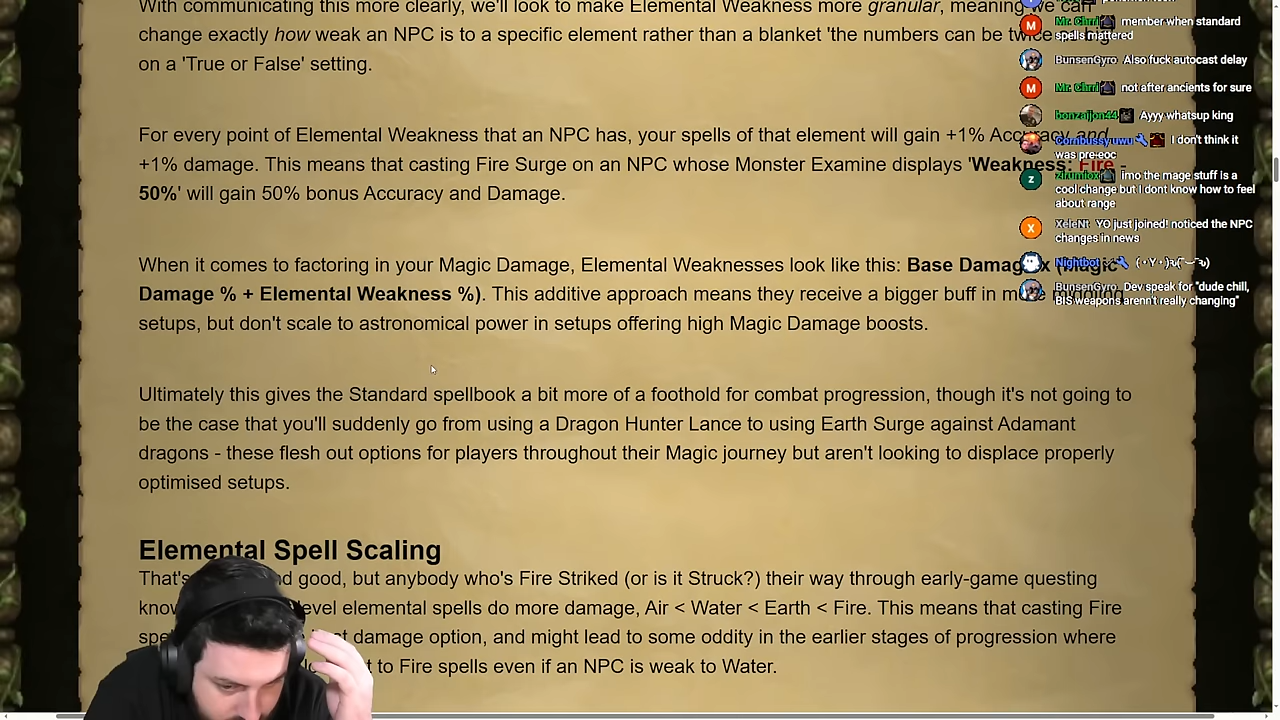 With communicating this more clearly, we'll look to make Elemental Weakness more granular, meaning we can
change exactly how weak an NPC is to a specific element rather than a blanket 'the numbers can be
on a 'True or False' setting.
For every point of Elemental Weakness that an NPC has, your spells of that element will gain +1% Accuracy and
+1% damage. This means that casting Fire Surge on an NPC whose Monster Examine displays 'Weakness: Fire -
50%' will gain 50% bonus Accuracy and Damage.
When it comes to factoring in your Magic Damage, Elemental Weaknesses look like this: Base Damage x (Magic
Damage % + Elemental Weakness %). This additive approach means they receive a bigger buff in
setups, but don't scale to astronomical power in setups offering high Magic Damage boosts.
Ultimately this gives the Standard spellbook a bit more of a foothold for combat progression, though it's not going to
be the case that you'll suddenly go from using a Dragon Hunter Lance to using Earth Surge against Adamant
dragons - these flesh out options for players throughout their Magic journey but aren't looking to displace properly
optimised setups.
Elemental Spell Scaling
That's good, but anybody who's Fire Striked (or is it Struck?) their way through early-game questing
level elemental spells do more damage, Air < Water < Earth < Fire. This means that casting Fire
damage option, and might lead to some oddity in the earlier stages of progression where
to Fire spells even if an NPC is weak to Water.
Mr. Chrri member when standard
spells mattered
BunsenGyro Also fuck autocast delay
Mr. Chrri not after ancients for sure
bonzaijon44 Ayyy whatsup king
Cornbussyuwu I don't think it
was pre-eoc
z
zirumiox imo the mage stuff is a
cool change but I dont know how to feel
about range
X
XeleNt YO just joined! noticed the NPC
changes in news
Nightbot
BunsenGyro Dev speak for "dude chill,
BIS weapons arent't really changing"